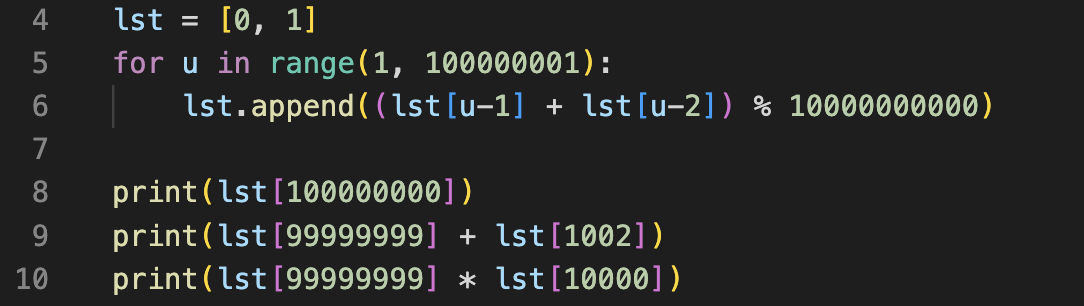 4 lst = [0, 1]
5 for u in range(1, 100000001):
6 lst.append((lst[u-1] + lst[u-2]) % 10000000000)
7
8 print(lst[100000000])
9 print(lst[99999999] + lst[1002])
10 print(lst[99999999] * lst[10000])